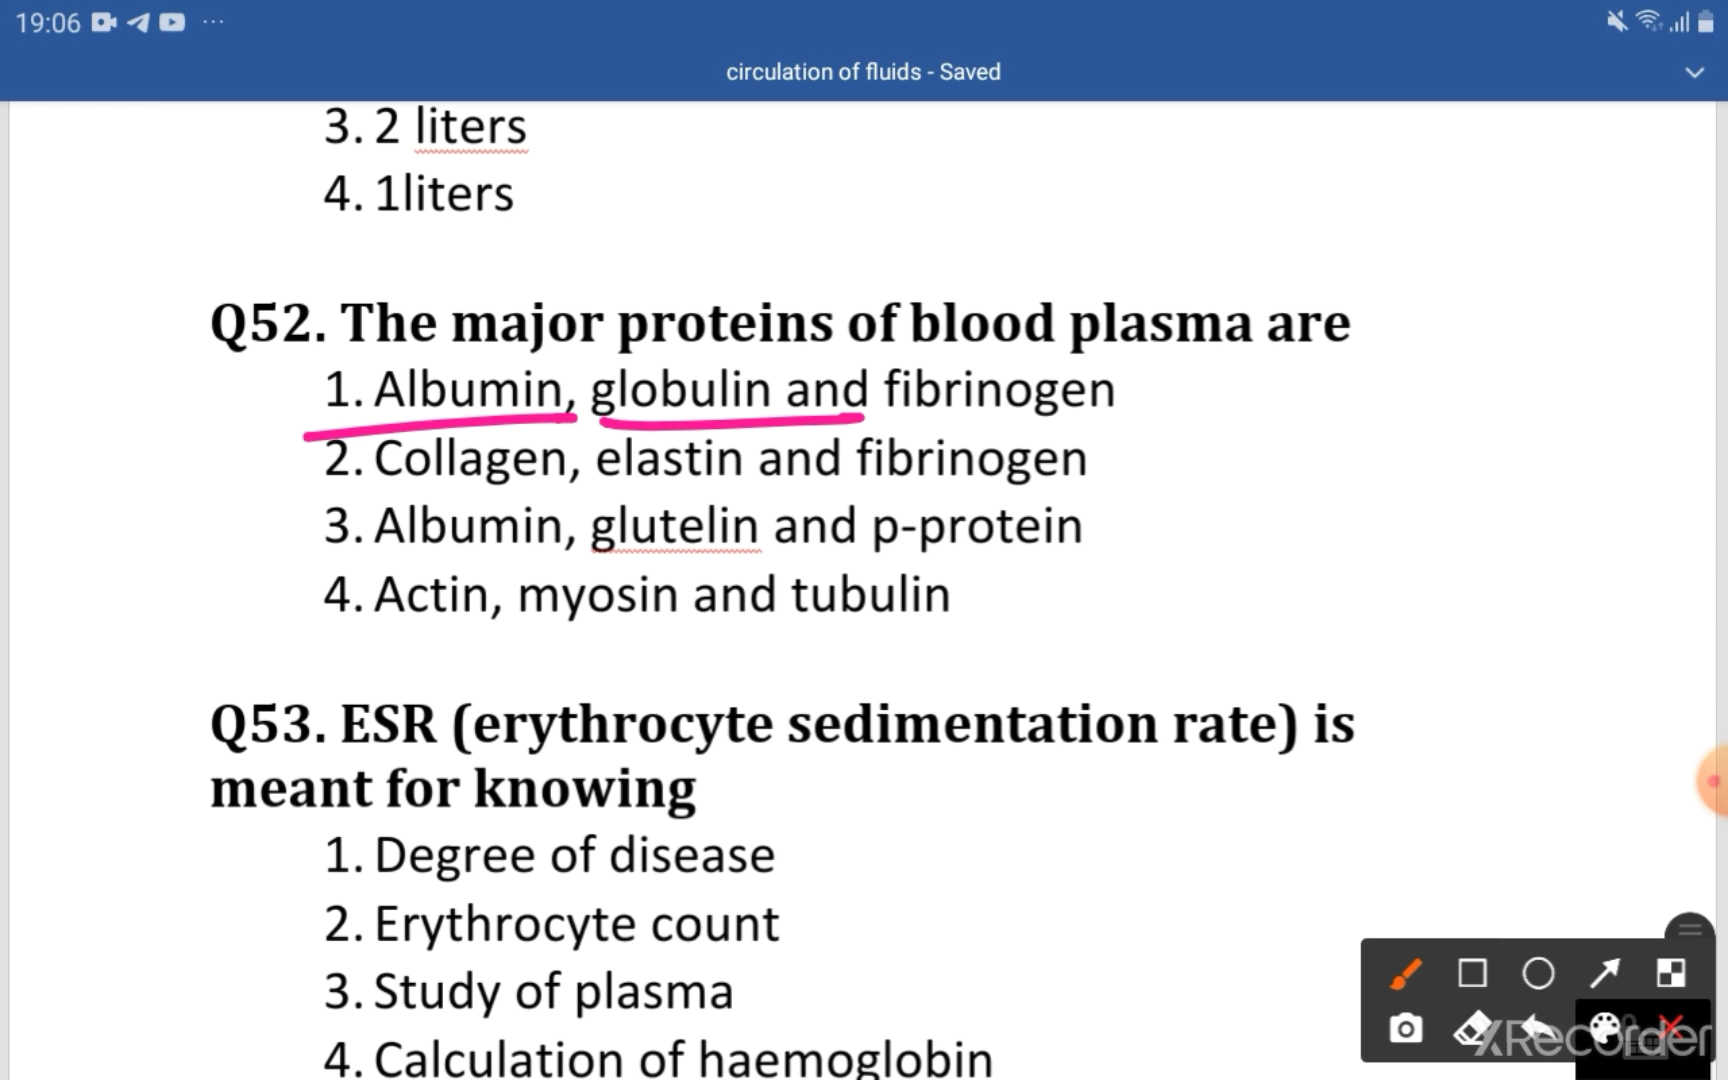 19:06
circulation of fluids - Saved
3. 2 liters
4. 1liters
Q52. The major proteins of blood plasma are
1. Albumin, globulin and fibrinogen
2. Collagen, elastin and fibrinogen
3. Albumin, glutelin and p-protein
4. Actin, myosin and tubulin
Q53. ESR (erythrocyte sedimentation rate) is
meant for knowing
1. Degree of disease
2. Erythrocyte count
3. Study of plasma
4. Calculation of haemoglobin
XRecorder